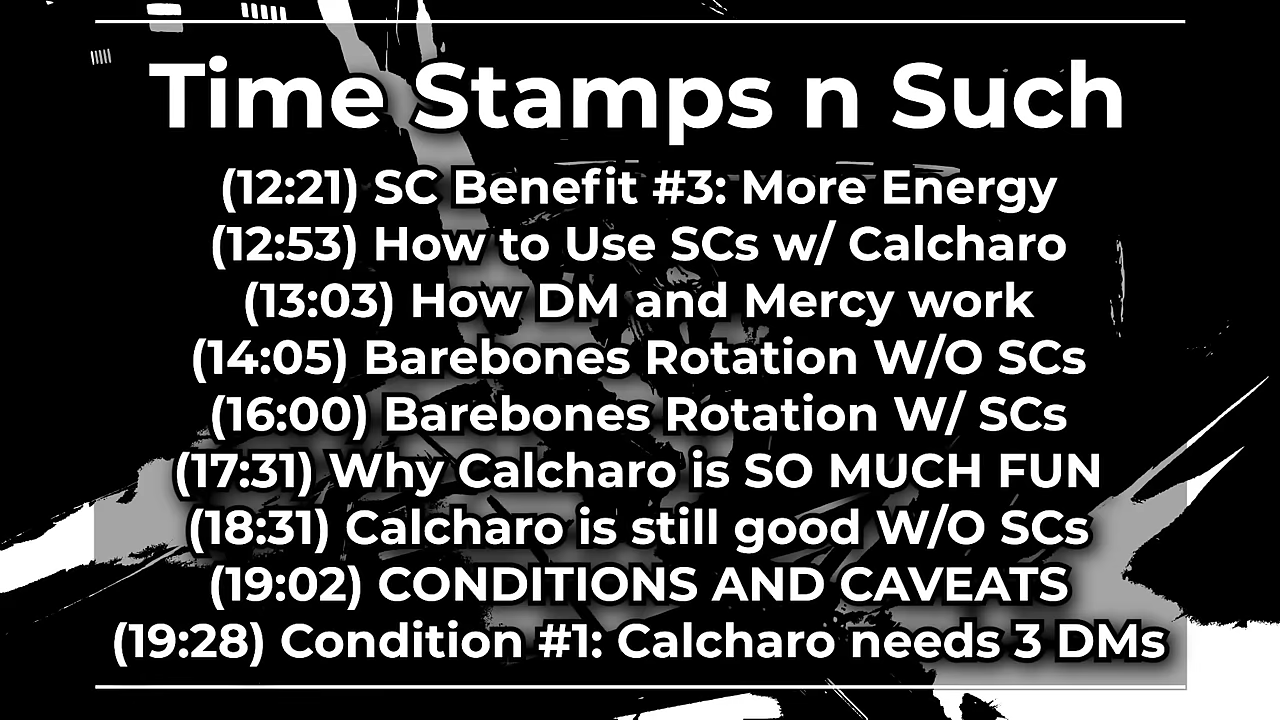 Time Stamps n Such
(12:21) SC Benefit #3: More Energy
(12:53) How to Use SCs w/ Calcharo
(13:03) How DM and Mercy work
(14:05) Barebones Rotation W/O SCs
(16:00) Barebones Rotation W/ SCs
(17:31) Why Calcharo is SO MUCH FUN
(18:31) Calcharo is still good W/O SCs
(19:02) CONDITIONS AND CAVEATS
(19:28) Condition #1: Calcharo needs 3 DMs